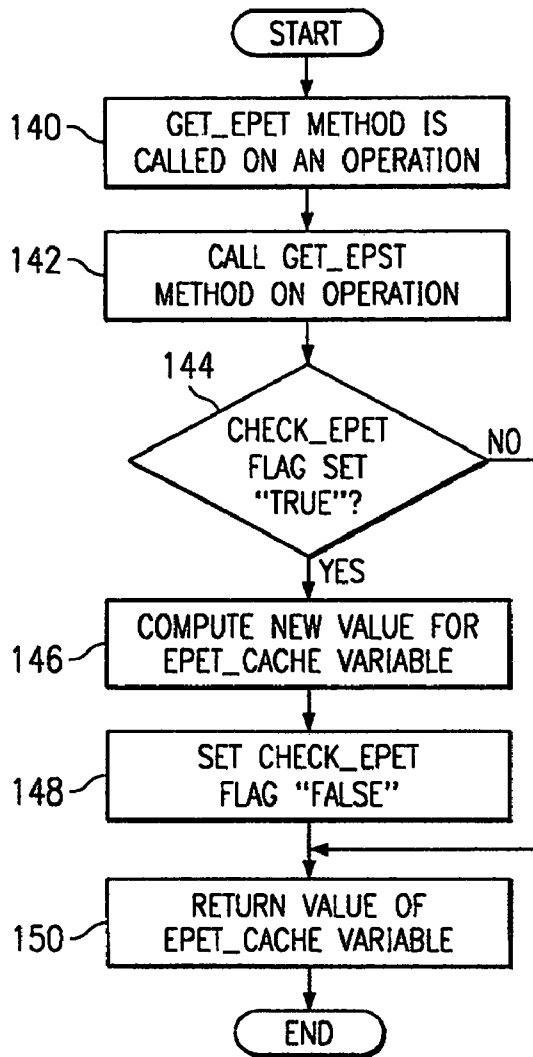 START
140
GET_EPET METHOD IS
CALLED ON AN OPERATION
142
CALL GET_EPST
METHOD ON OPERATION
144
CHECK_EPET
FLAG SET
"TRUE"?
NO
YES
146
COMPUTE NEW VALUE FOR
EPET_CACHE VARIABLE
148
SET CHECK_EPET
FLAG "FALSE"
150
RETURN VALUE OF
EPET_CACHE VARIABLE
END